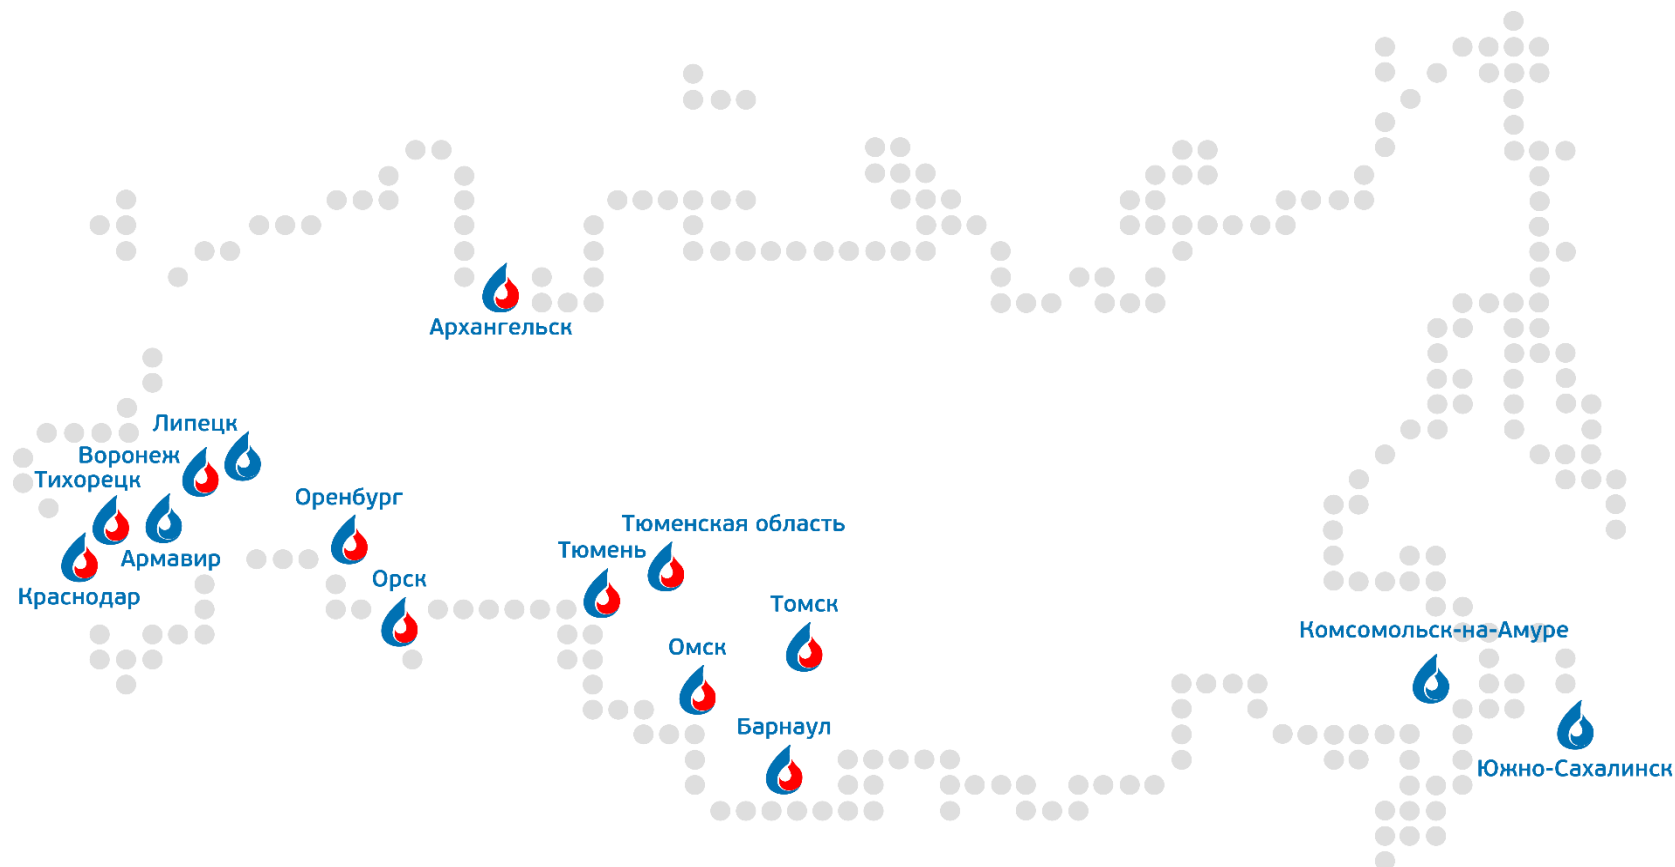 Архангельск
Липецк
Воронеж
Тихорецк
Армавир
Краснодар
Оренбург
Орск
Тюменская область
Тюмень
Томск
Омск
Барнаул
Комсомольск-на-Амуре
Южно-Сахалинск